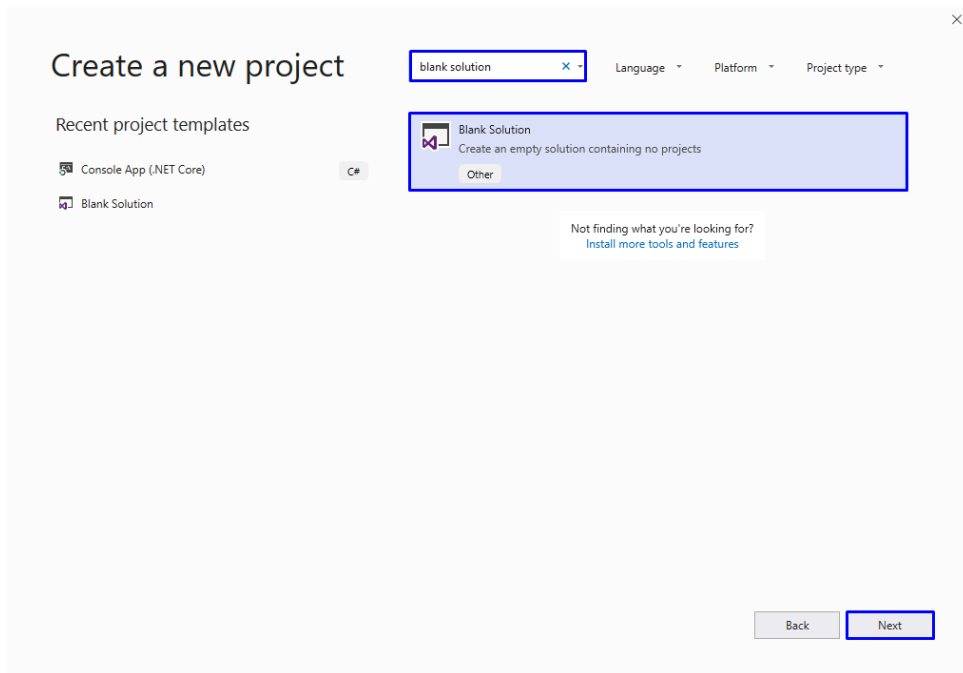 Create a new project
blank solution
Language
Platform
Project type
Recent project templates
Console App (.NET Core)
C#
Blank Solution
Blank Solution
Create an empty solution containing no projects
Other
Not finding what you're looking for?
Install more tools and features
Back
Next